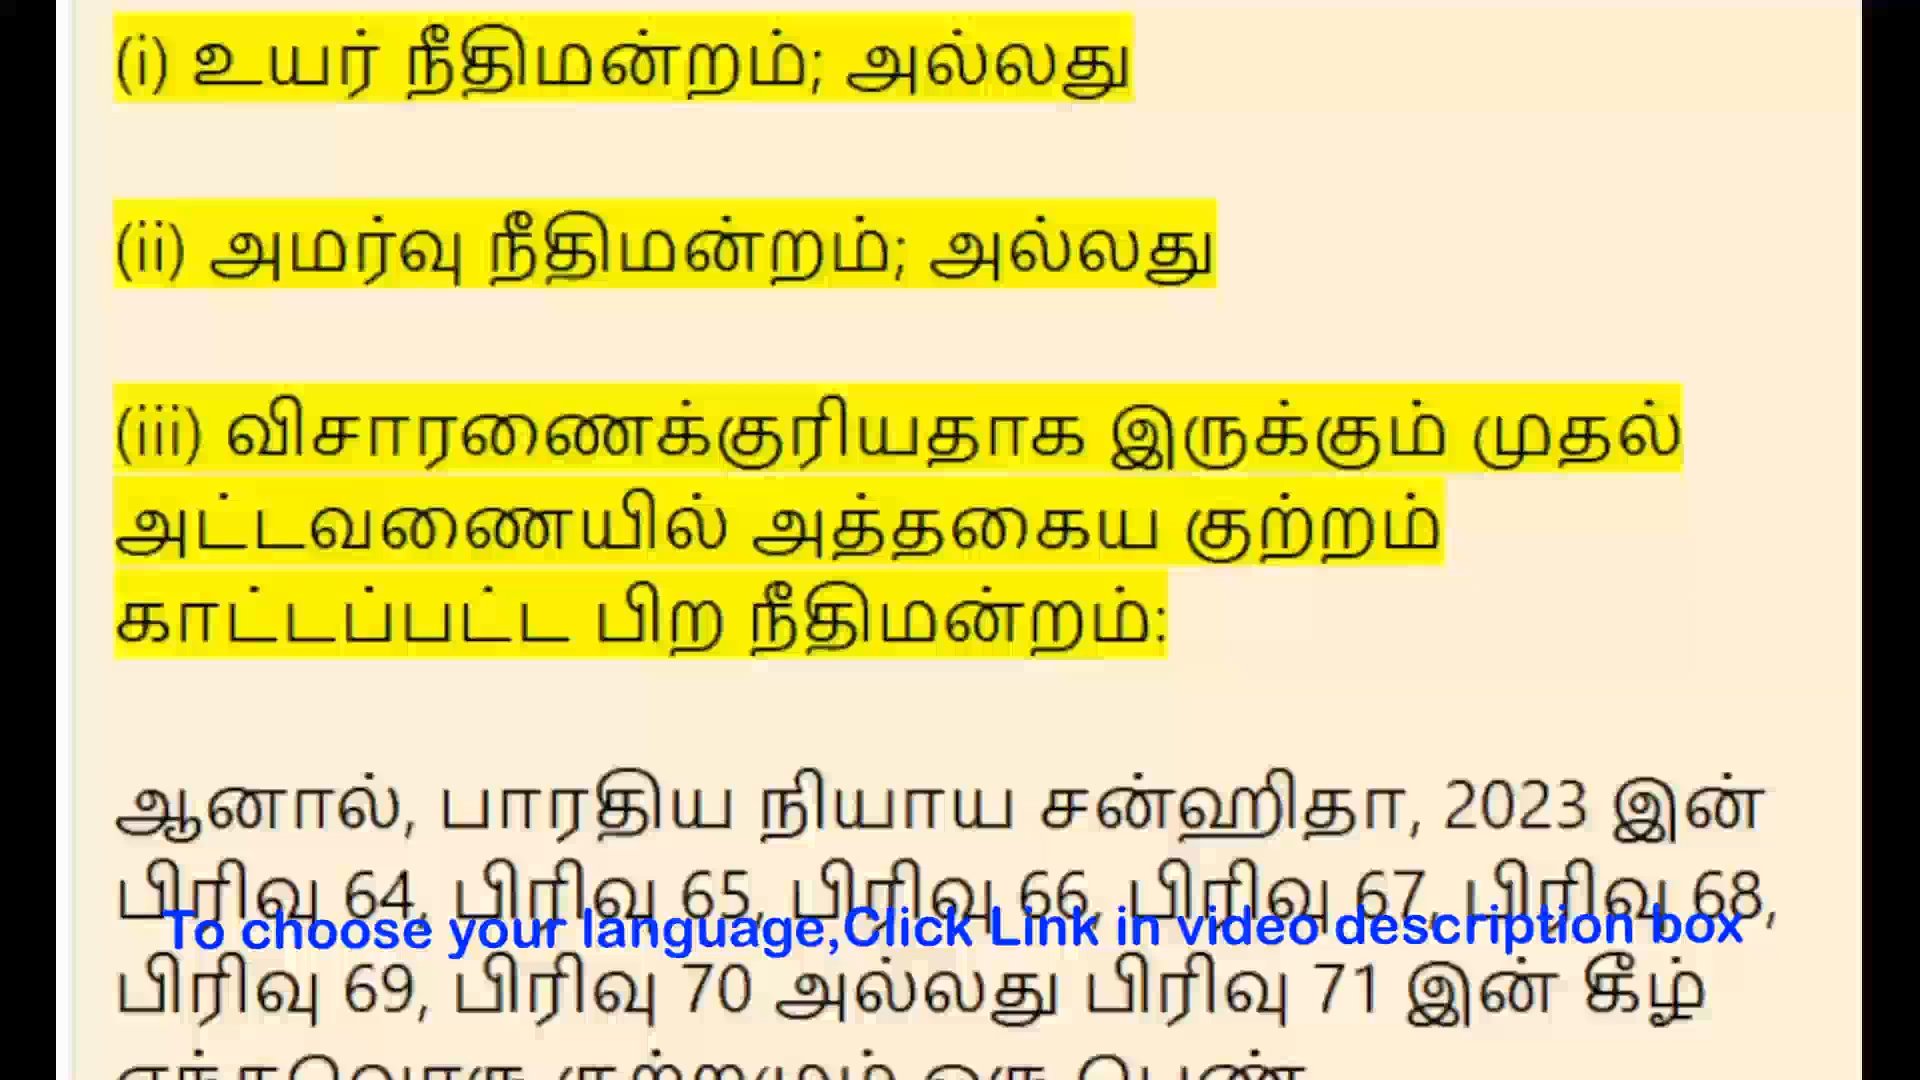 (i) உயர் நீதிமன்றம்; அல்லது
(ii) அமர்வு நீதிமன்றம்; அல்லது
(iii) விசாரணைக்குரியதாக இருக்கும் முதல்
அட்டவணையில் அத்தகைய குற்றம்
காட்டப்பட்ட பிற நீதிமன்றம்:
ஆனால், பாரதிய நியாய சன்ஹிதா, 2023 இன்
பிரிவு 64, பிரிவு 65, பிரிவு 66, பிரிவு 67, பிரிவு 68,
To choose your language,Click Link in video description box
பிரிவு 69, பிரிவு 70 அல்லது பிரிவு 71 இன் கீழ்